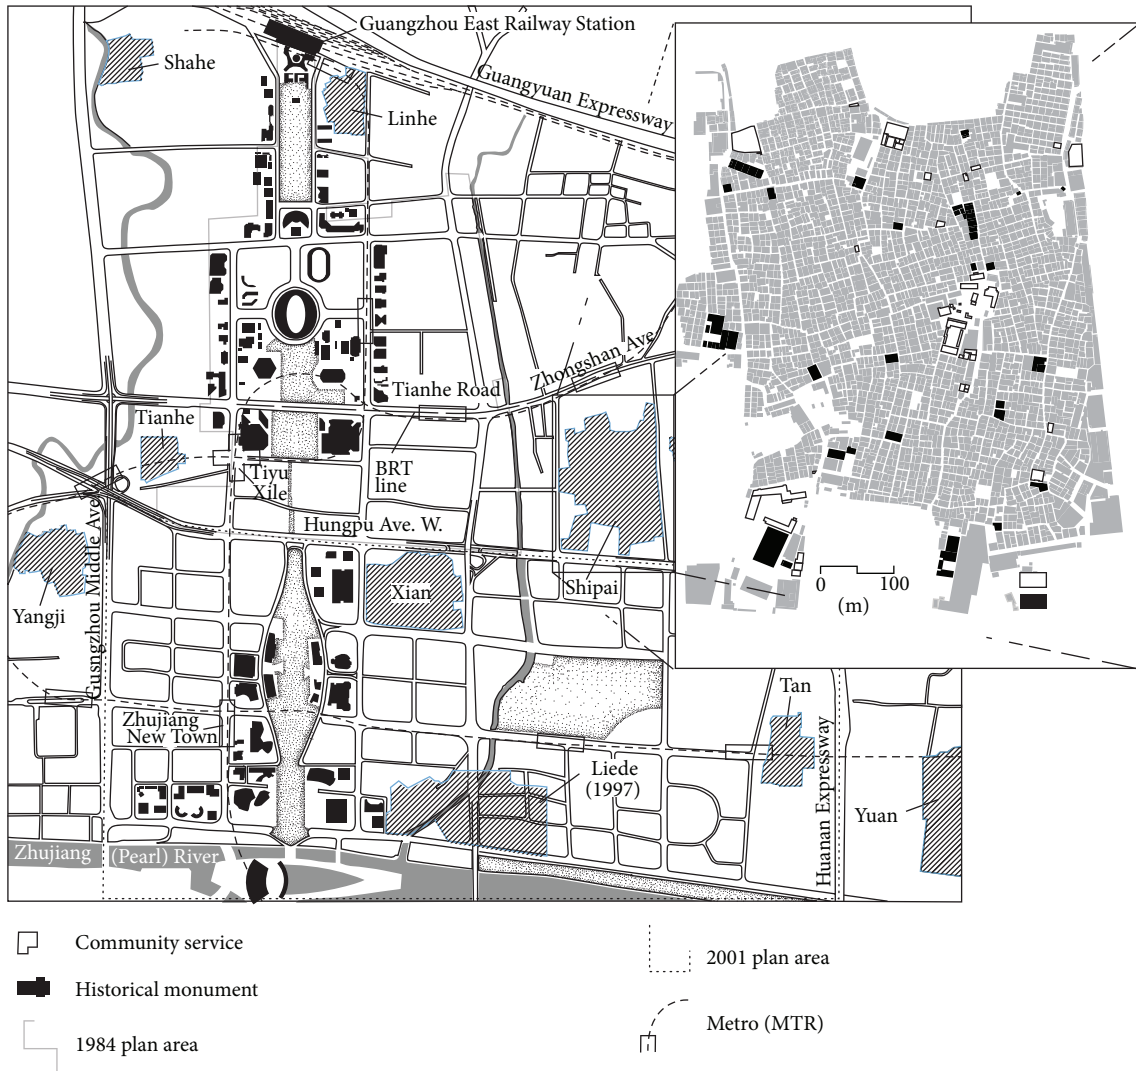 Guangzhou East Railway Station
Shahe
Guangyuan Expressway
Linhe
Zhongshan Ave.
Tianhe Road
Tianhe
BRT
line
Tiyu
Xile
Hungpu Ave. W.
Gusngzhou Middle Ave.
Yangji
Xian
Shipai
0 100
(m)
Tan
Zhujiang
New Town
Liede
(1997)
Huanan Expressway
Yuan
Zhujiang (Pearl) River
Community service
Historical monument
1984 plan area
2001 plan area
Metro (MTR)